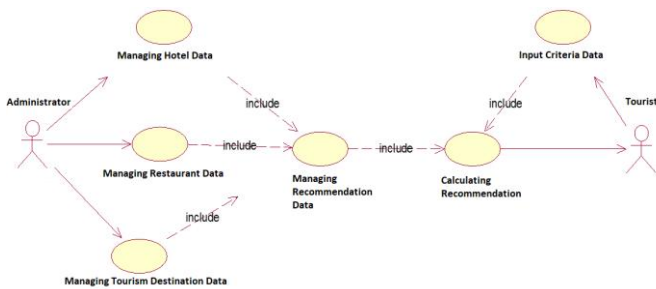 Managing Hotel Data
Input Criteria Data
Administrator
Tourist
include
include
include
include
Managing Restaurant Data
Managing
Recommendation
Data
Calculating
Recommendation
include
Managing Tourism Destination Data